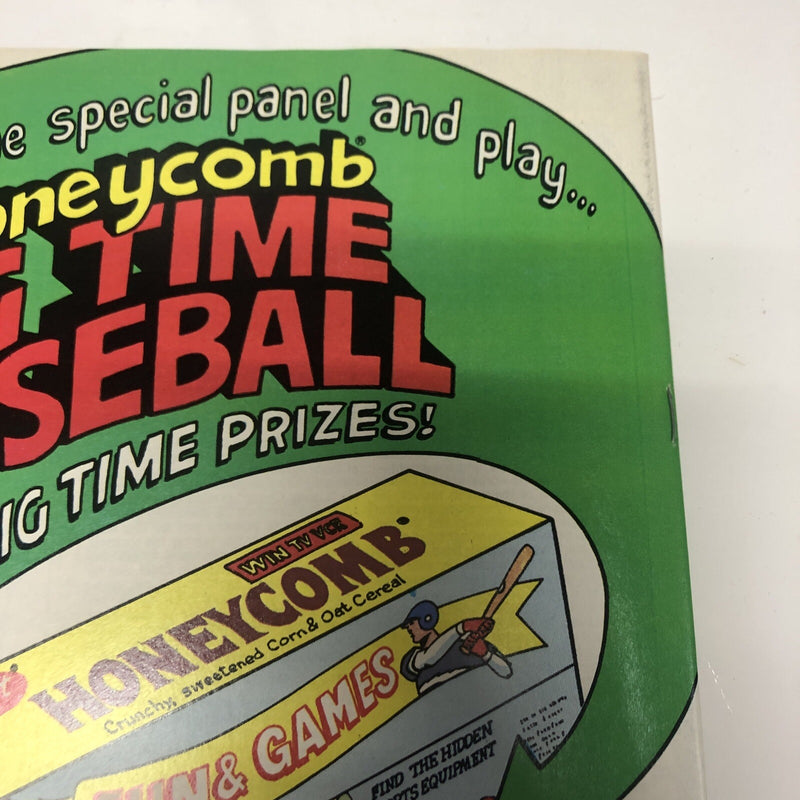 e special panel and play...
oneycomb®
G TIME
SEBALL
IG TIME PRIZES!
WIN TV VCR
HONEYCOMB®
Crunchy, sweetened Corn & Oat Cereal
FUN & GAMES
FIND THE HIDDEN
RTS EQUIPMENT